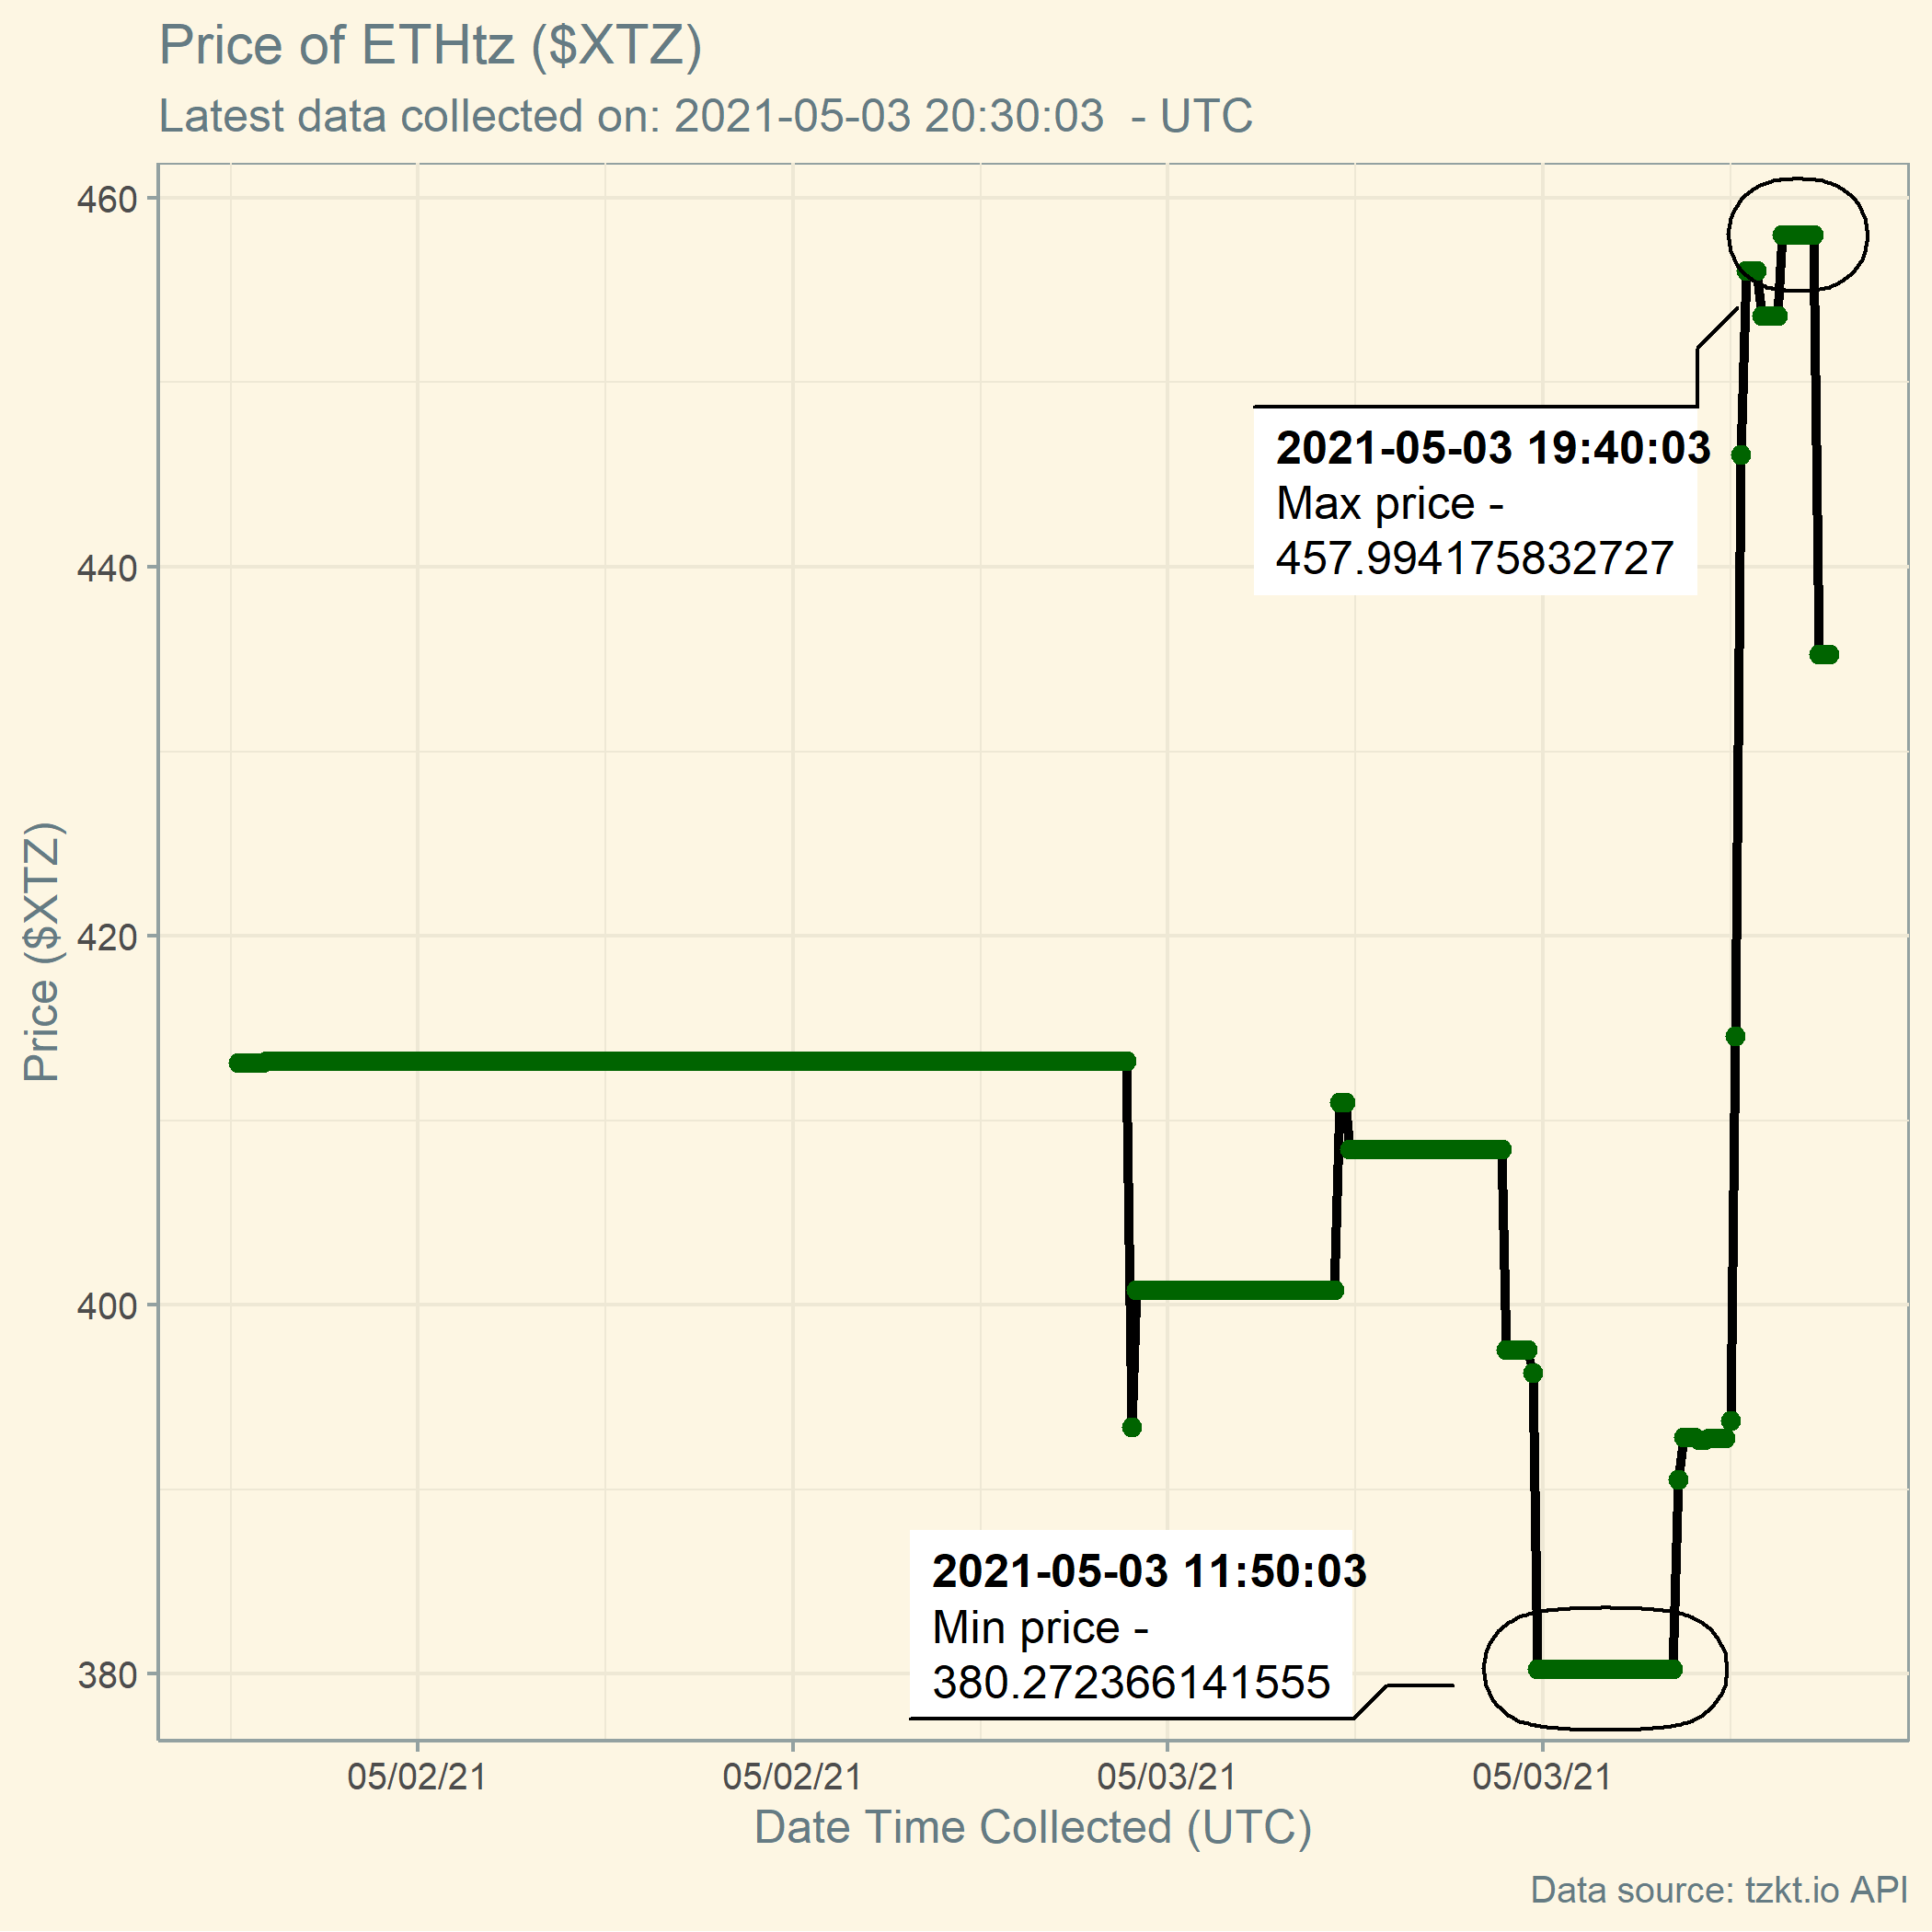 Price of ETHtz ($XTZ)
Latest data collected on: 2021-05-03 20:30:03  - UTC
460
440
420
400
380
Price ($XTZ)
2021-05-03 19:40:03
Max price -
457.994175832727
2021-05-03 11:50:03
Min price -
380.272366141555
05/02/21
05/02/21
05/03/21
05/03/21
Date Time Collected (UTC)
Data source: tzkt.io API